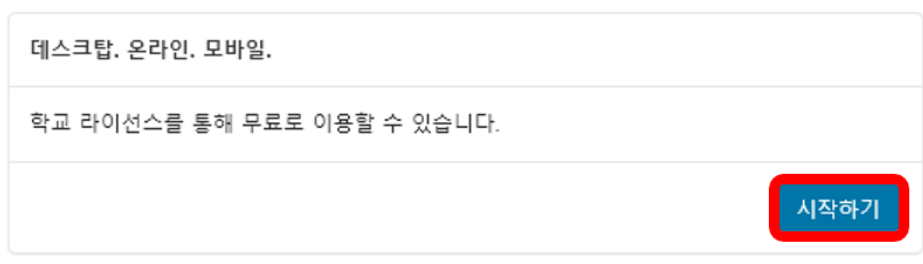 데스크탑. 온라인. 모바일.
학교 라이선스를 통해 무료로 이용할 수 있습니다.
시작하기